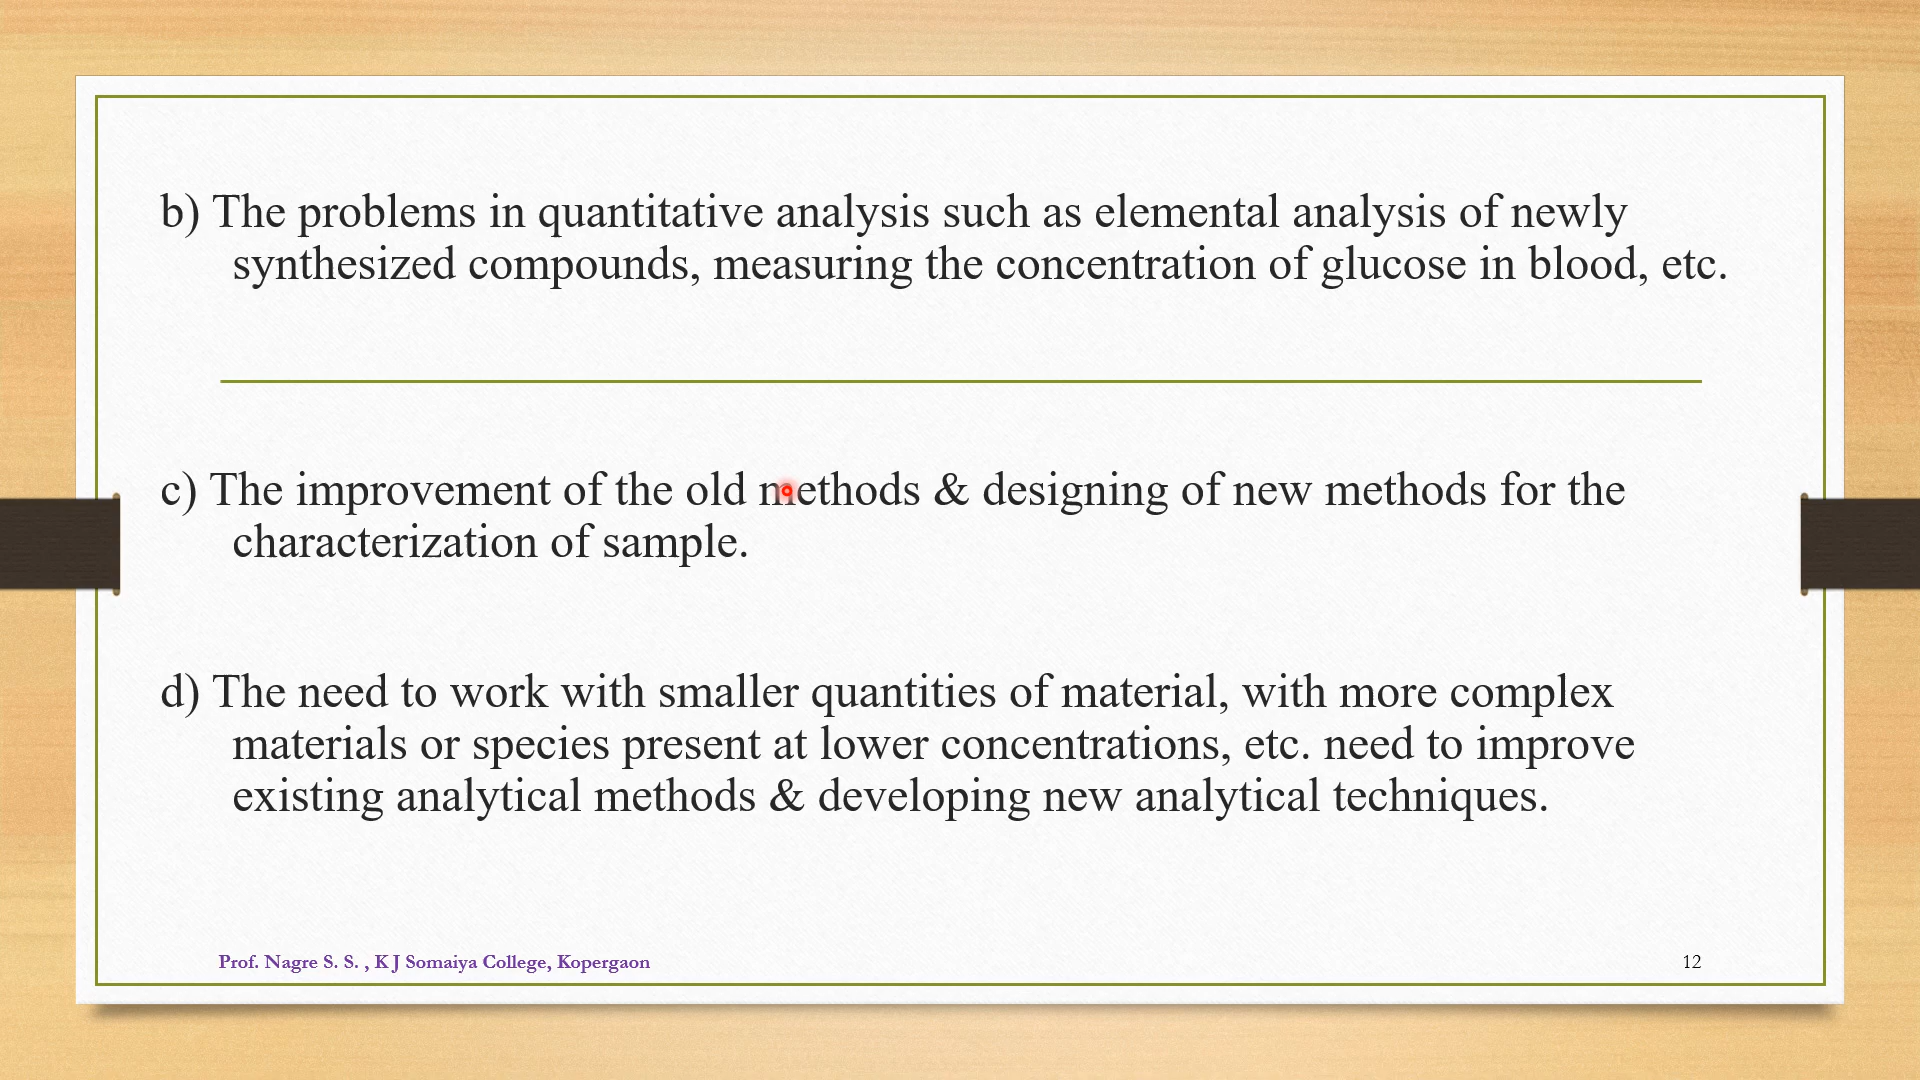 b) The problems in quantitative analysis such as elemental analysis of newly
synthesized compounds, measuring the concentration of glucose in blood, etc.
c) The improvement of the old methods & designing of new methods for the
characterization of sample.
d) The need to work with smaller quantities of material, with more complex
materials or species present at lower concentrations, etc. need to improve
existing analytical methods & developing new analytical techniques.
Prof. Nagre S. S. , K J Somaiya College, Kopergaon
12